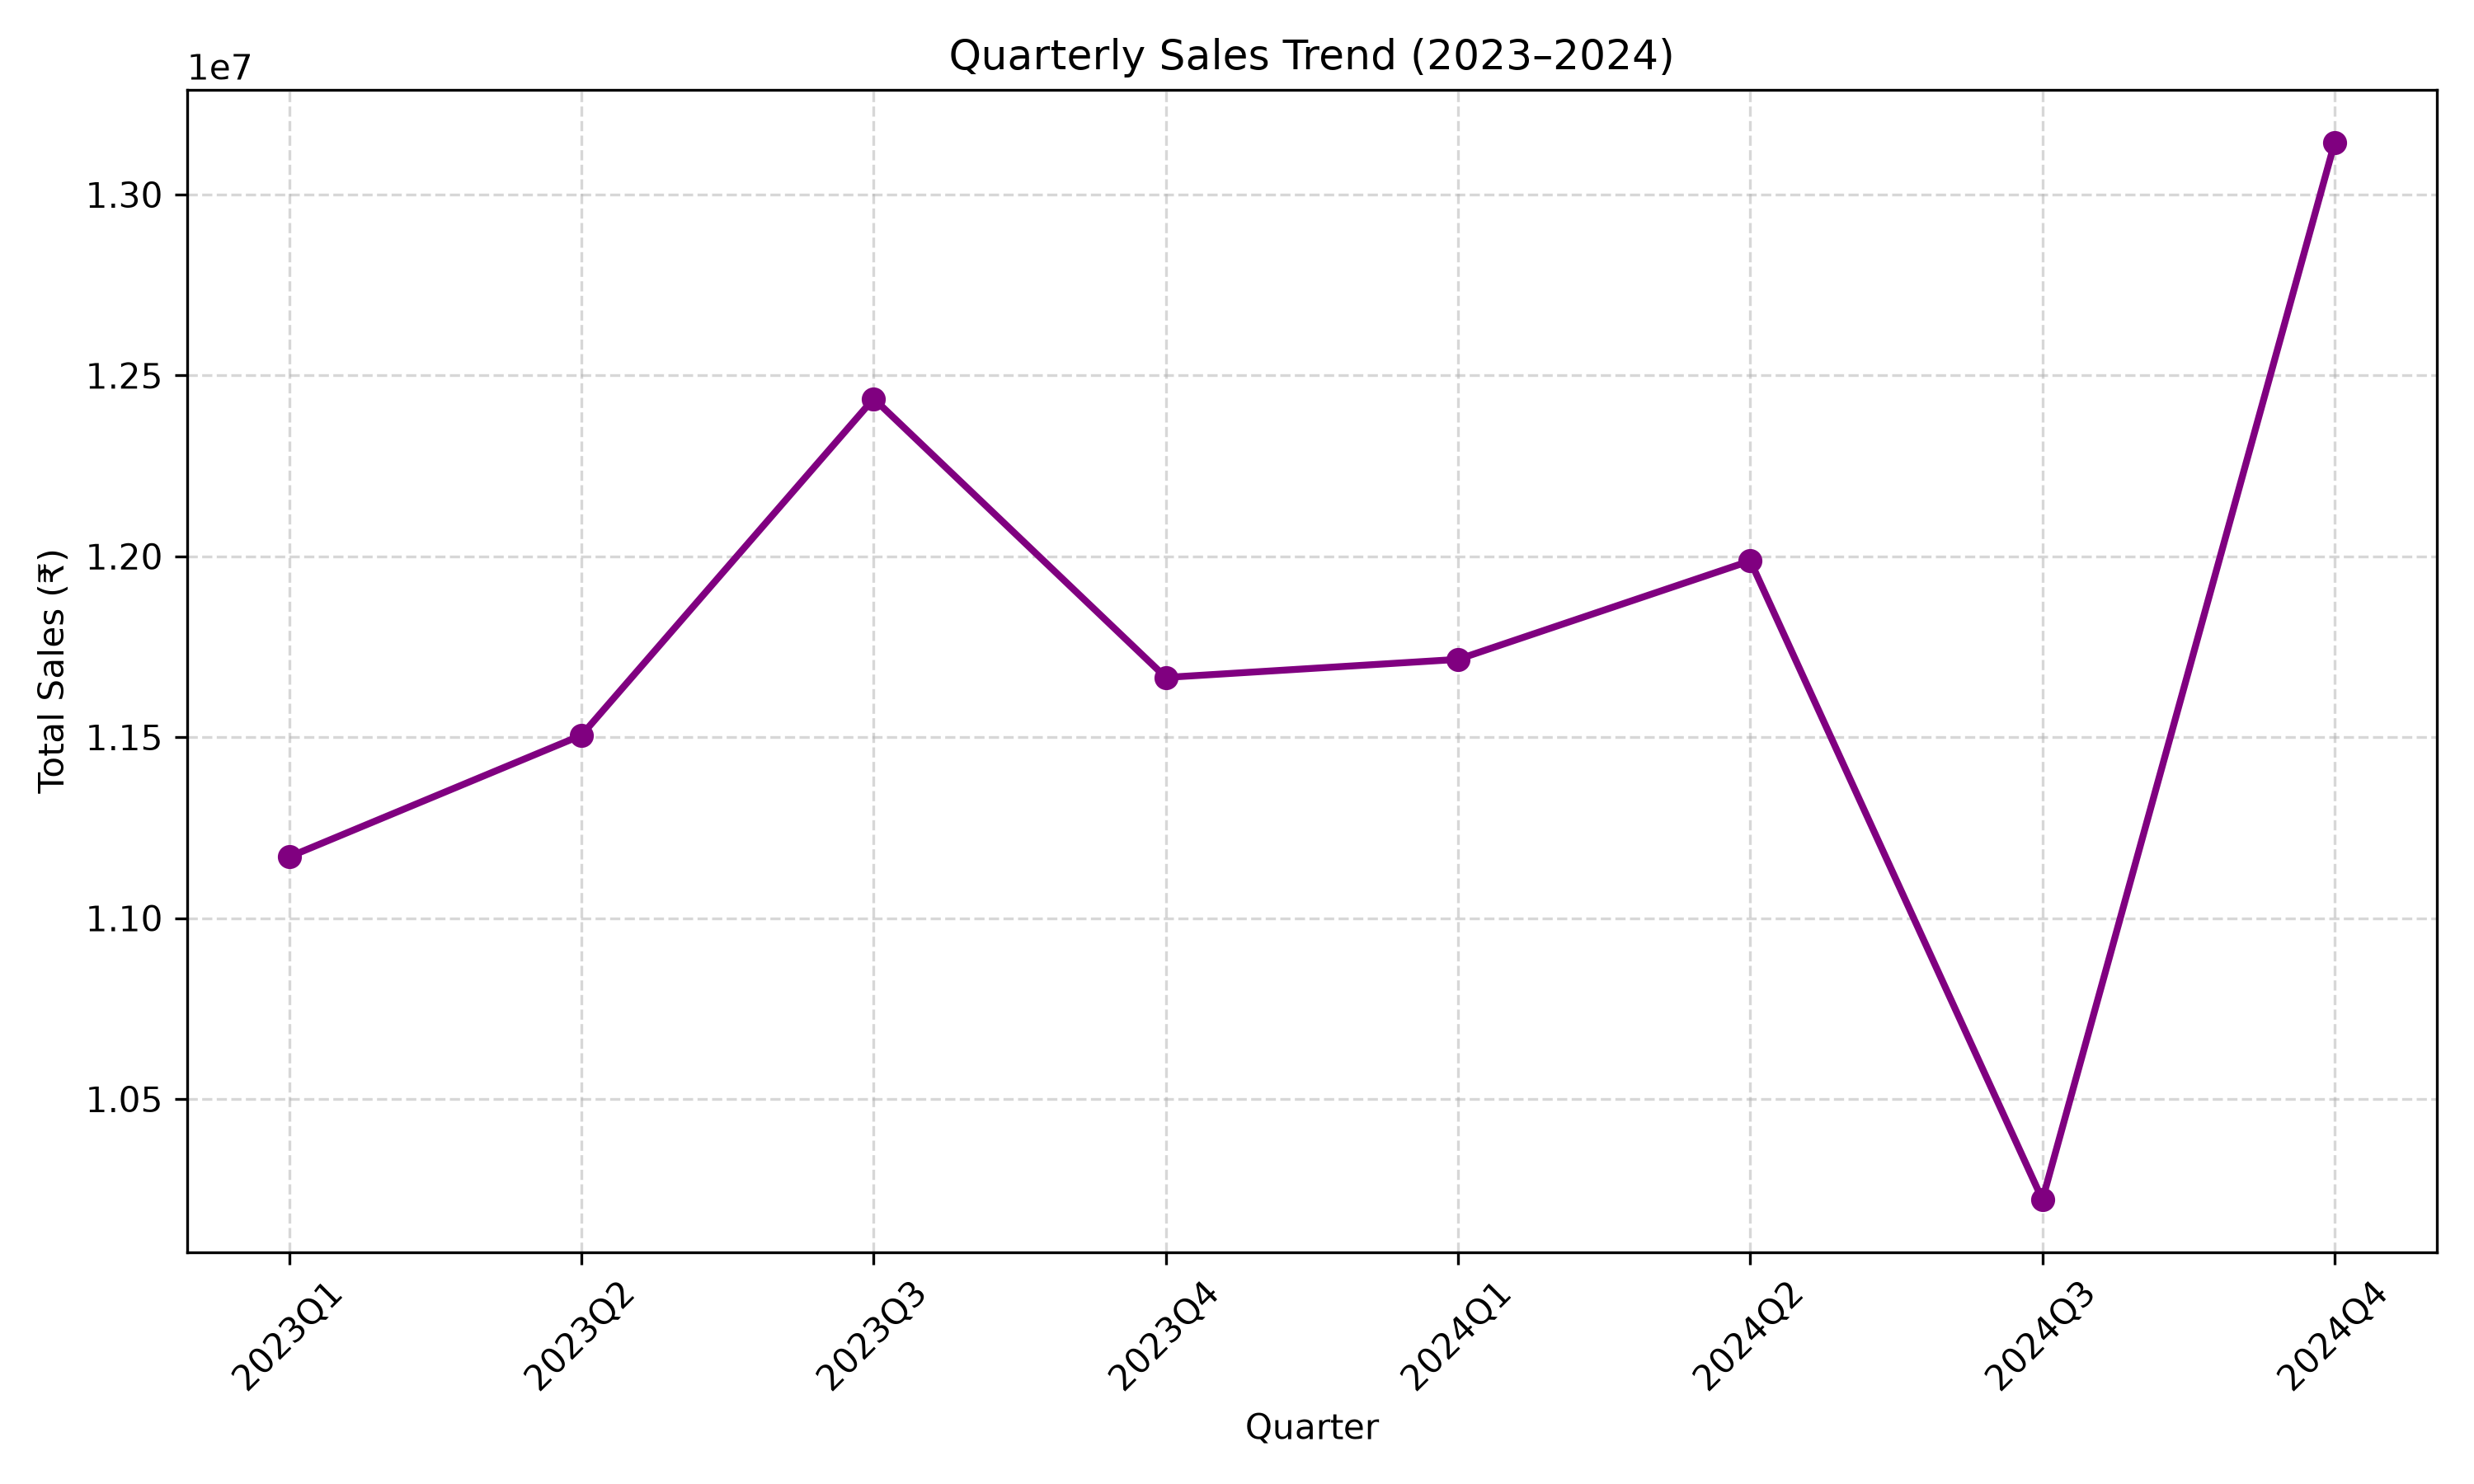 Quarterly Sales Trend (2023–2024)
1e7
1.30
1.25
1.20
1.15
1.10
1.05
Total Sales (₹)
2023Q1
2023Q2
2023Q3
2023Q4
2024Q1
2024Q2
2024Q3
2024Q4
Quarter